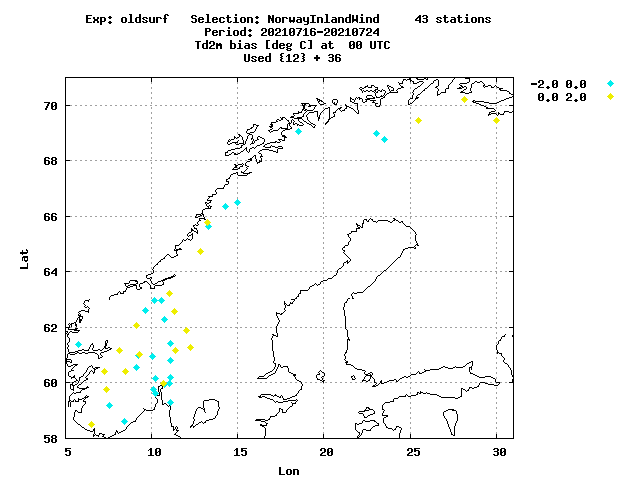 Exp: oldsurf   Selection: NorwayInlandWind     43 stations
Period: 20210716-20210724
Td2m bias [deg C] at  00 UTC
Used {12} + 36
-2.0 0.0
0.0 2.0
70
68
66
64
62
60
58
Lat
5 10 15 20 25 30
Lon